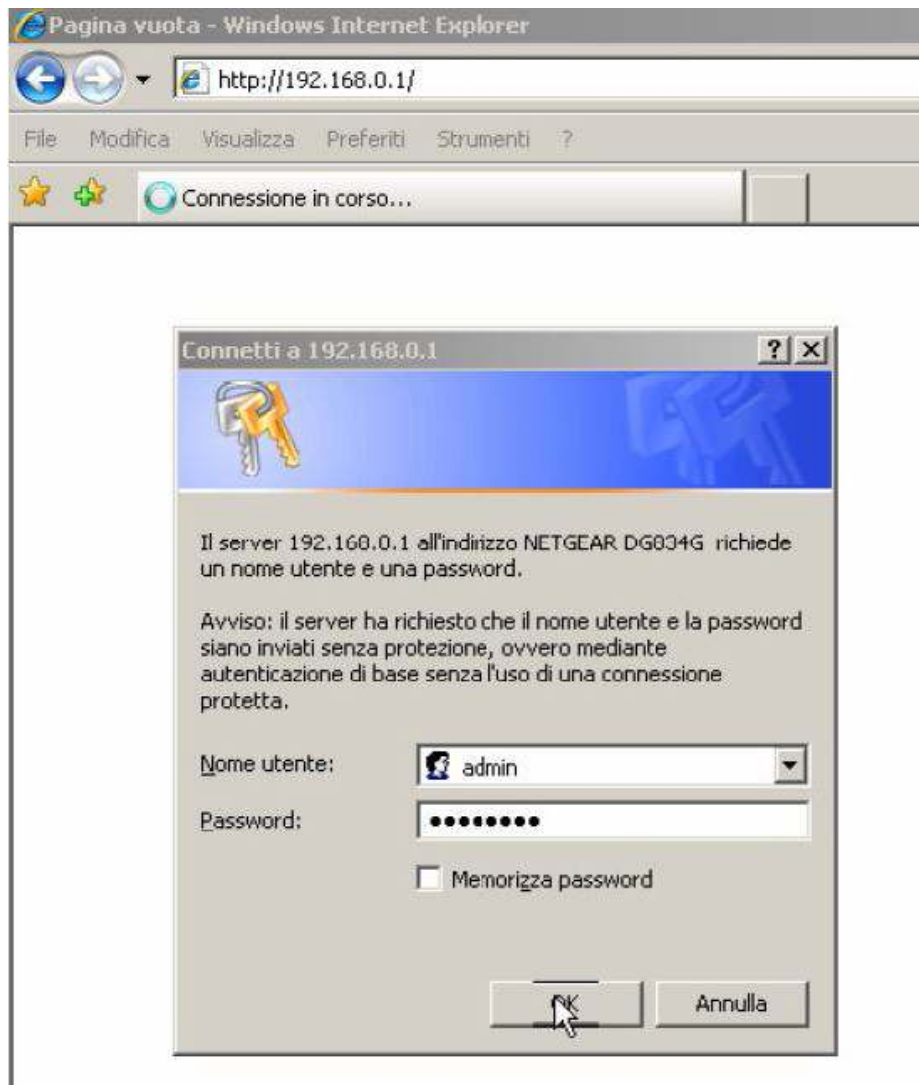 Pagina vuota - Windows Internet Explorer
http://192.168.0.1/
File Modifica Visualizza Preferiti Strumenti ?
Connessione in corso...
Connetti a 192.168.0.1
Il server 192.168.0.1 all'indirizzo NETGEAR DG834G richiede
un nome utente e una password.
Avviso: il server ha richiesto che il nome utente e la password
siano inviati senza protezione, ovvero mediante
autenticazione di base senza l'uso di una connessione
protetta.
Nome utente: admin
Password: ••••••••
Memorizza password
OK Annulla